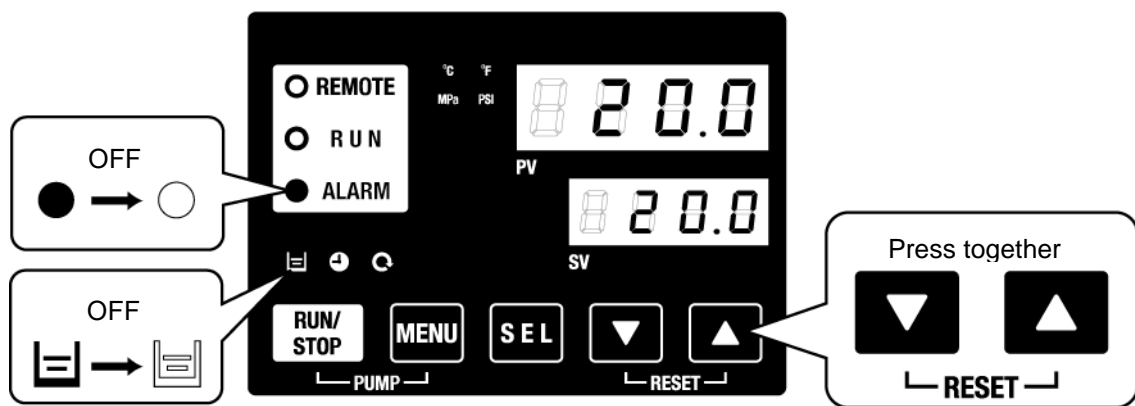 REMOTE
RUN
ALARM
°C °F
MPa PSI
20.0
PV
20.0
SV
OFF
OFF
RUN/
STOP
MENU
SEL
PUMP
RESET
Press together
RESET